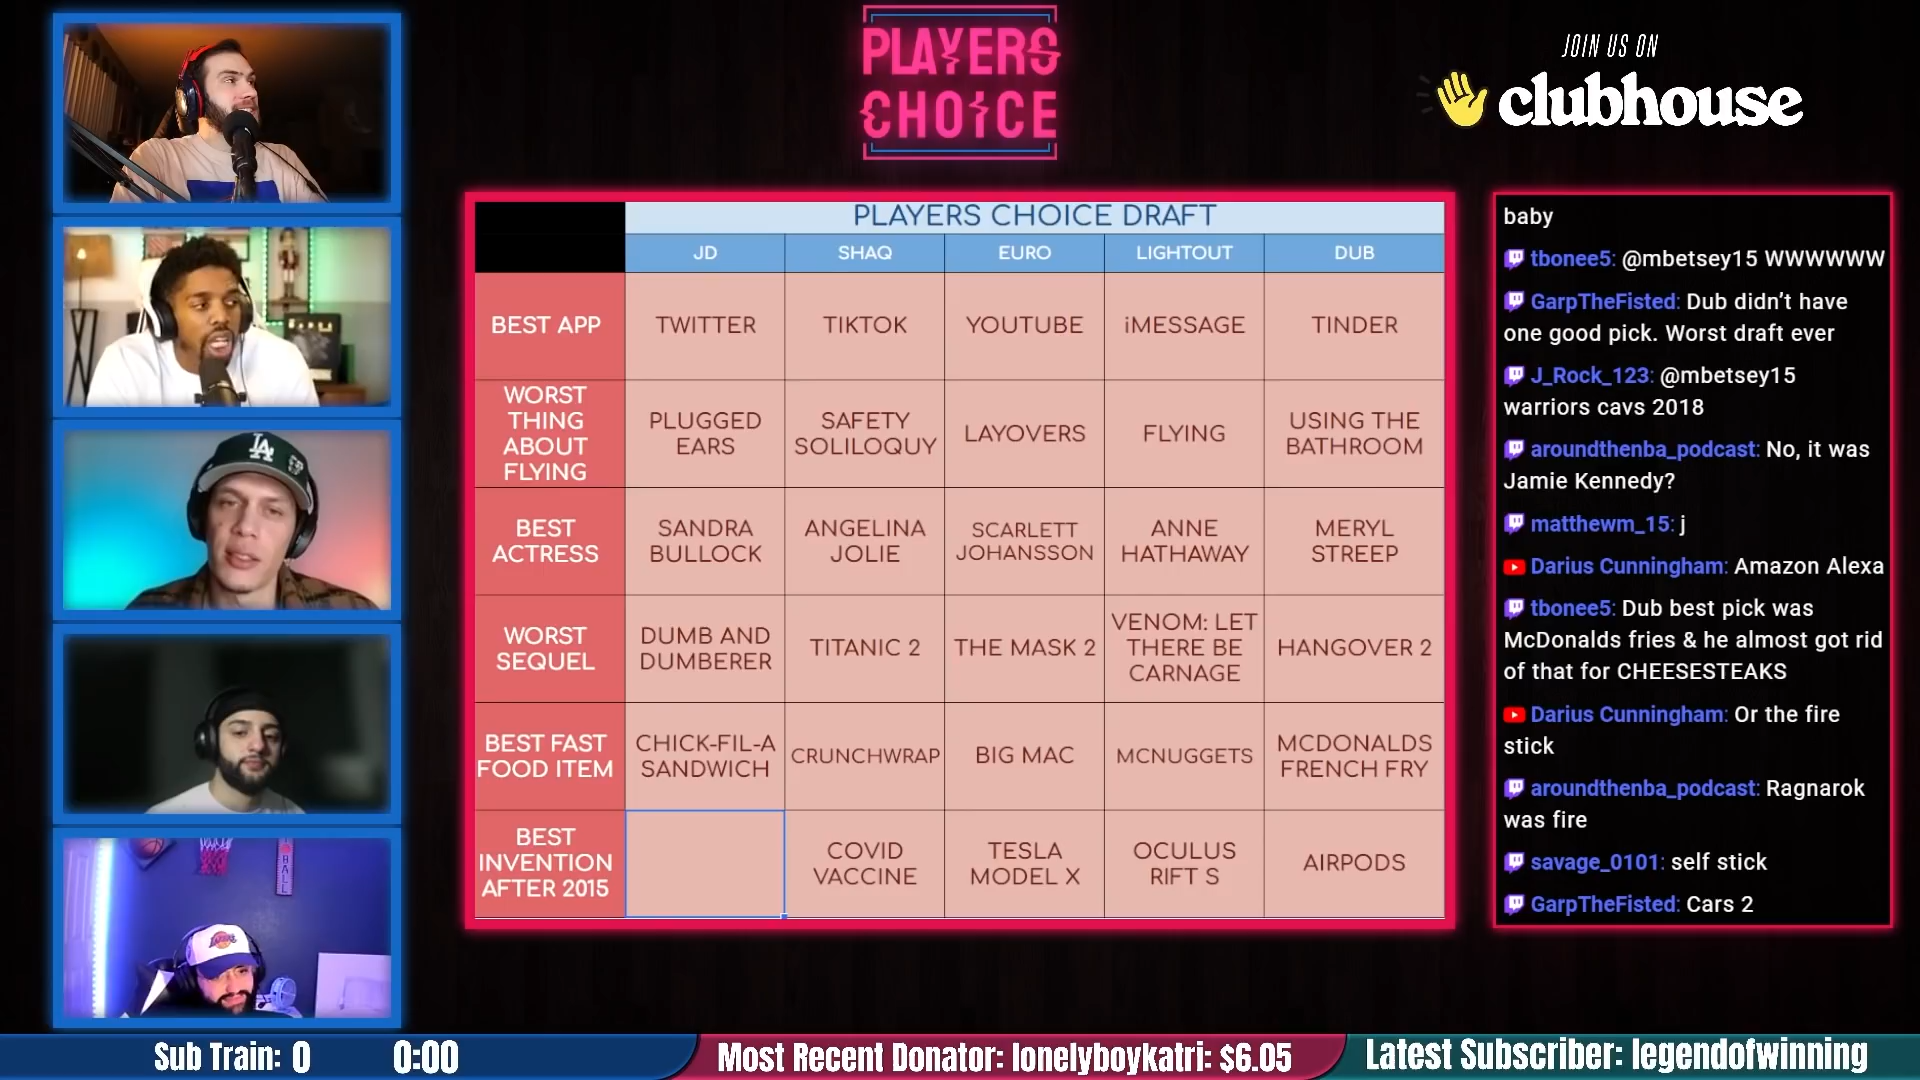 PLAYERS
CHOICE
JOIN US ON
clubhouse
PLAYERS CHOICE DRAFT
JD SHAQ EURO LIGHTOUT DUB
BEST APP
TWITTER
TIKTOK
YOUTUBE
iMESSAGE
TINDER
WORST
THING
ABOUT
FLYING
PLUGGED
EARS
SAFETY
SOLILOQUY
LAYOVERS
FLYING
USING THE
BATHROOM
BEST
ACTRESS
SANDRA
BULLOCK
ANGELINA
JOLIE
SCARLETT
JOHANSSON
ANNE
HATHAWAY
MERYL
STREEP
WORST
SEQUEL
DUMB AND
DUMBERER
TITANIC 2
THE MASK 2
VENOM: LET
THERE BE
CARNAGE
HANGOVER 2
BEST FAST
FOOD ITEM
CHICK-FIL-A
SANDWICH
CRUNCHWRAP
BIG MAC
MCNUGGETS
MCDONALDS
FRENCH FRY
BEST
INVENTION
AFTER 2015
COVID
VACCINE
TESLA
MODEL X
OCULUS
RIFT S
AIRPODS
baby
tbonee5: @mbetsey15 WWWWWW
GarpTheFisted: Dub didn’t have
one good pick. Worst draft ever
J_Rock_123: @mbetsey15
warriors cavs 2018
aroundthenba_podcast: No, it was
Jamie Kennedy?
matthewm_15: j
Darius Cunningham: Amazon Alexa
tbonee5: Dub best pick was
McDonalds fries & he almost got rid
of that for CHEESESTEAKS
Darius Cunningham: Or the fire
stick
aroundthenba_podcast: Ragnarok
was fire
savage_0101: self stick
GarpTheFisted: Cars 2
LA
BALL
LAKERS
Sub Train: 0 0:00
Most Recent Donator: lonelyboykatri: $6.05
Latest Subscriber: legendofwinning